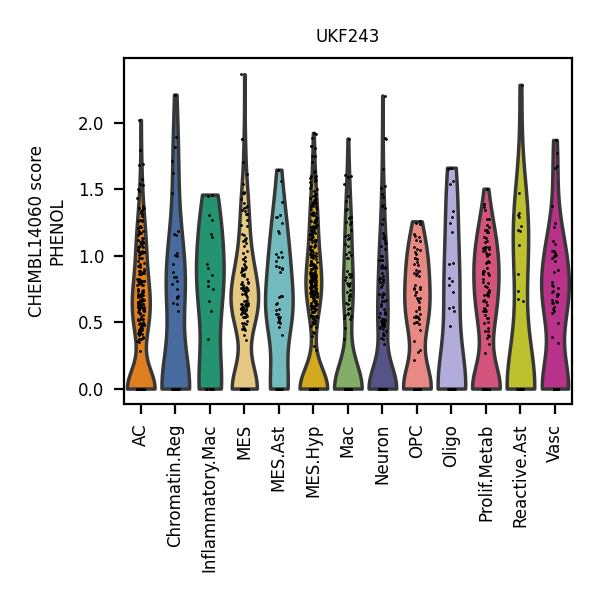 UKF243
CHEMBL14060 score
PHENOL
2.0
1.5
1.0
0.5
0.0
AC
Chromatin.Reg
Inflammatory.Mac
MES
MES.Ast
MES.Hyp
Mac
Neuron
OPC
Oligo
Prolif.Metab
Reactive.Ast
Vasc